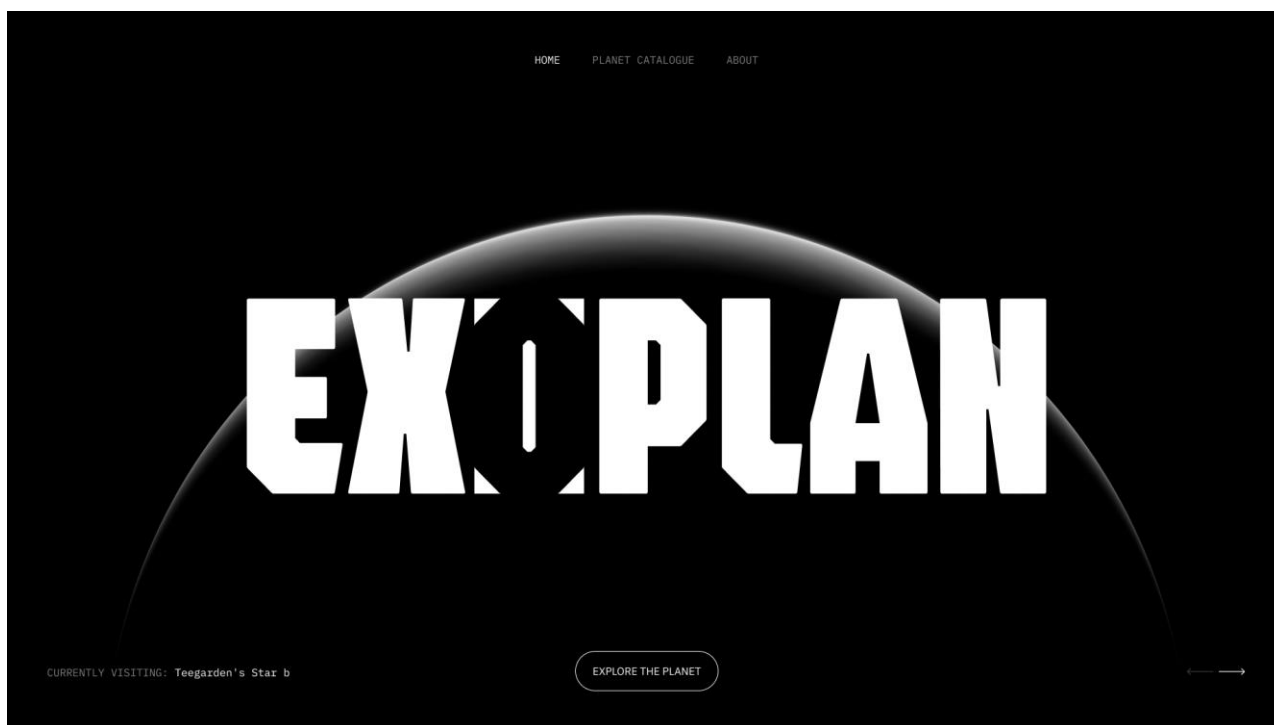 HOME PLANET CATALOGUE ABOUT
EXOPLAN
CURRENTLY VISITING: Teegarden's Star b
EXPLORE THE PLANET